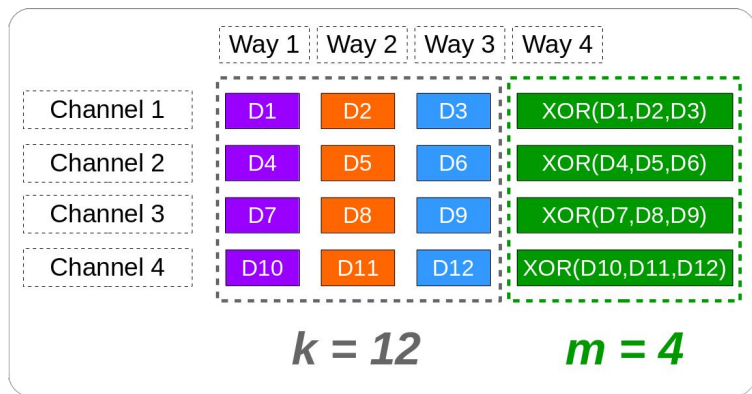 Way 1 Way 2 Way 3 Way 4
Channel 1 D1 D2 D3 XOR(D1,D2,D3)
Channel 2 D4 D5 D6 XOR(D4,D5,D6)
Channel 3 D7 D8 D9 XOR(D7,D8,D9)
Channel 4 D10 D11 D12 XOR(D10,D11,D12)
k = 12 m = 4